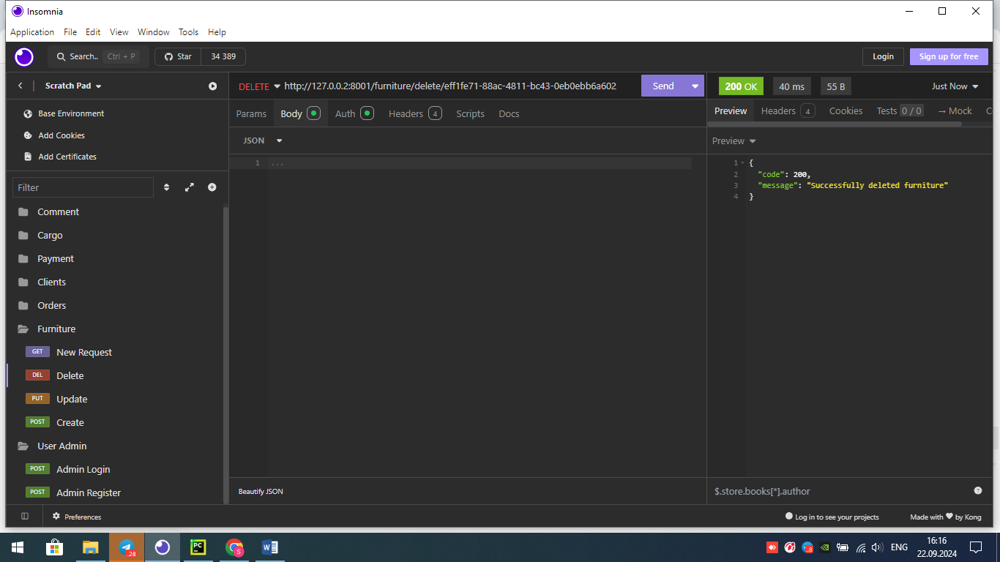 Insomnia
Application File Edit View Window Tools Help
Search.. Ctrl + P
Star 34 389
Login
Sign up for free
Scratch Pad
Base Environment
Add Cookies
Add Certificates
Filter
Comment
Cargo
Payment
Clients
Orders
Furniture
GET New Request
DEL Delete
PUT Update
POST Create
User Admin
POST Admin Login
POST Admin Register
Preferences
DELETE http://127.0.0.2:8001/furniture/delete/eff1fe71-88ac-4811-bc43-0eb0ebb6a602
Send
Params Body Auth Headers 4 Scripts Docs
JSON
1 ...
Beautify JSON
200 OK 40 ms 55 B Just Now
Preview Headers 4 Cookies Tests 0 / 0 → Mock C
Preview
1 {
2 "code": 200,
3 "message": "Successfully deleted furniture"
4 }
$.store.books[*].author
Log in to see your projects
Made with ❤ by Kong
.28
PC
S
W
.8
ENG
16:16
22.09.2024